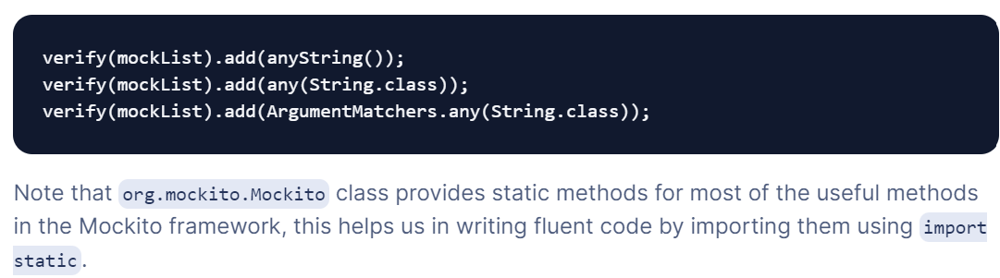 verify(mockList).add(anyString());
verify(mockList).add(any(String.class));
verify(mockList).add(ArgumentMatchers.any(String.class));
Note that org.mockito.Mockito class provides static methods for most of the useful methods
in the Mockito framework, this helps us in writing fluent code by importing them using import
static.